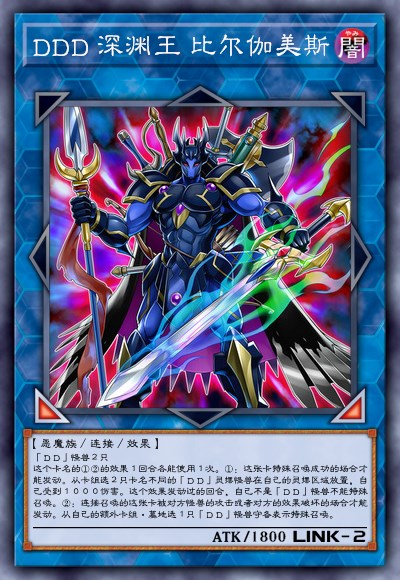 DDD 深渊王 比尔伽美斯
やみ
闇
【恶魔族／连接／效果】
「ＤＤ」怪兽２只
这个卡名的①②的效果１回合各能使用１次。①：这张卡特殊召唤成功的场合才
能发动。从卡组选２只卡名不同的「ＤＤ」灵摆怪兽在自己的灵摆区域放置，自
己受到１０００伤害。这个效果发动过的回合，自己不是「ＤＤ」怪兽不能特殊
召唤。②：连接召唤的这张卡被对方怪兽的攻击或者对方的效果破坏的场合才能
发动。从自己的额外卡组・墓地选１只「ＤＤ」怪兽守备表示特殊召唤。
ATK/1800 LINK-2